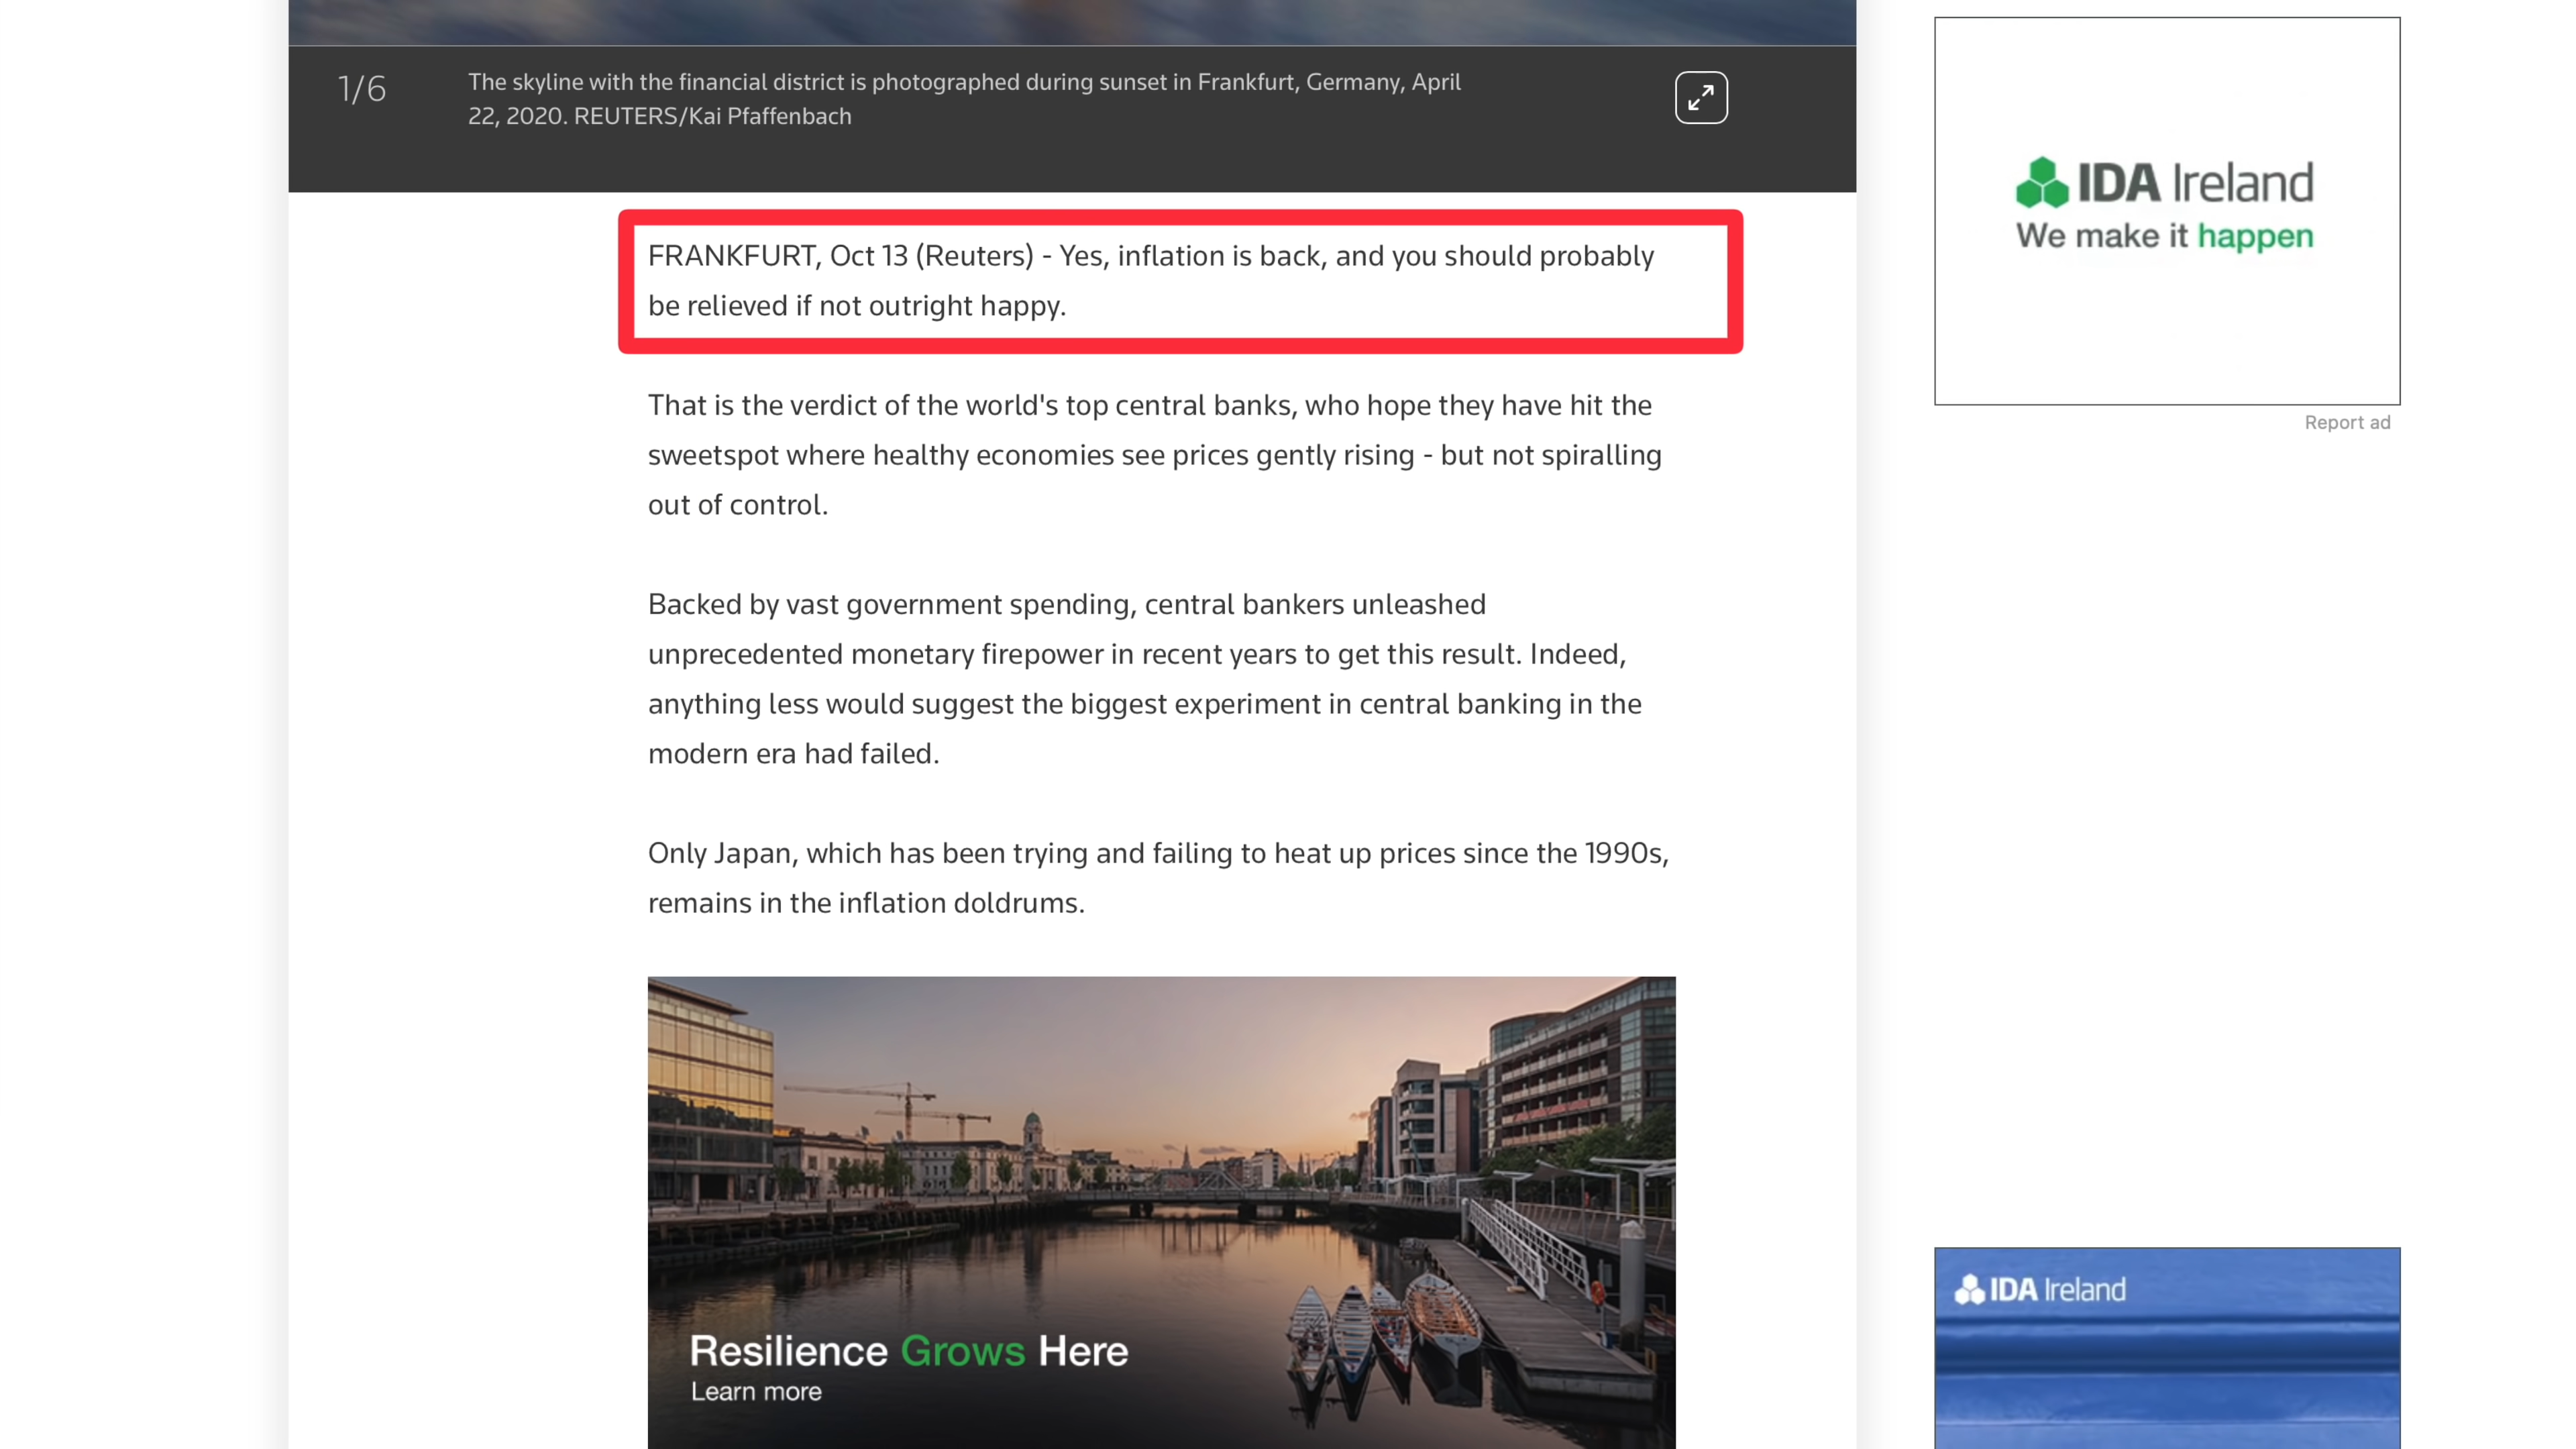 1/6
The skyline with the financial district is photographed during sunset in Frankfurt, Germany, April
22, 2020. REUTERS/Kai Pfaffenbach
FRANKFURT, Oct 13 (Reuters) - Yes, inflation is back, and you should probably
be relieved if not outright happy.
That is the verdict of the world's top central banks, who hope they have hit the
sweetspot where healthy economies see prices gently rising - but not spiralling
out of control.
Backed by vast government spending, central bankers unleashed
unprecedented monetary firepower in recent years to get this result. Indeed,
anything less would suggest the biggest experiment in central banking in the
modern era had failed.
Only Japan, which has been trying and failing to heat up prices since the 1990s,
remains in the inflation doldrums.
Resilience Grows Here
Learn more
IDA Ireland
We make it happen
Report ad
IDA Ireland